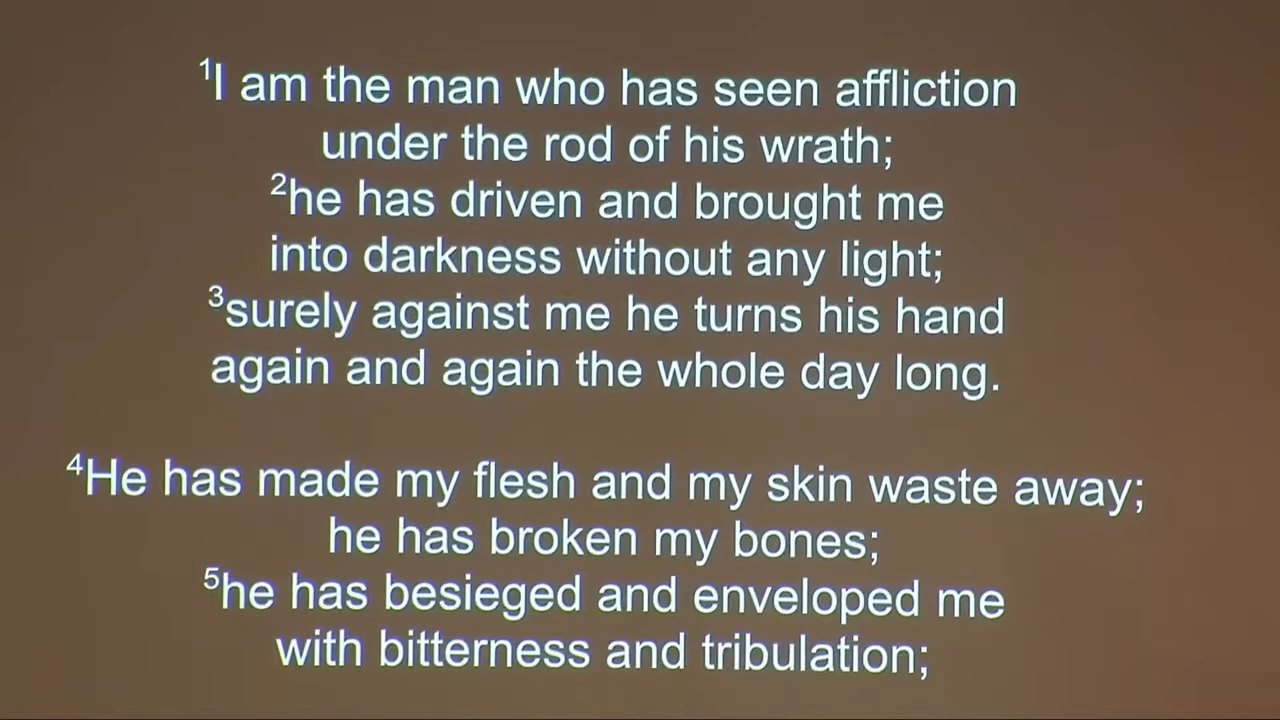 ¹I am the man who has seen affliction
under the rod of his wrath;
²he has driven and brought me
into darkness without any light;
³surely against me he turns his hand
again and again the whole day long.
⁴He has made my flesh and my skin waste away;
he has broken my bones;
⁵he has besieged and enveloped me
with bitterness and tribulation;